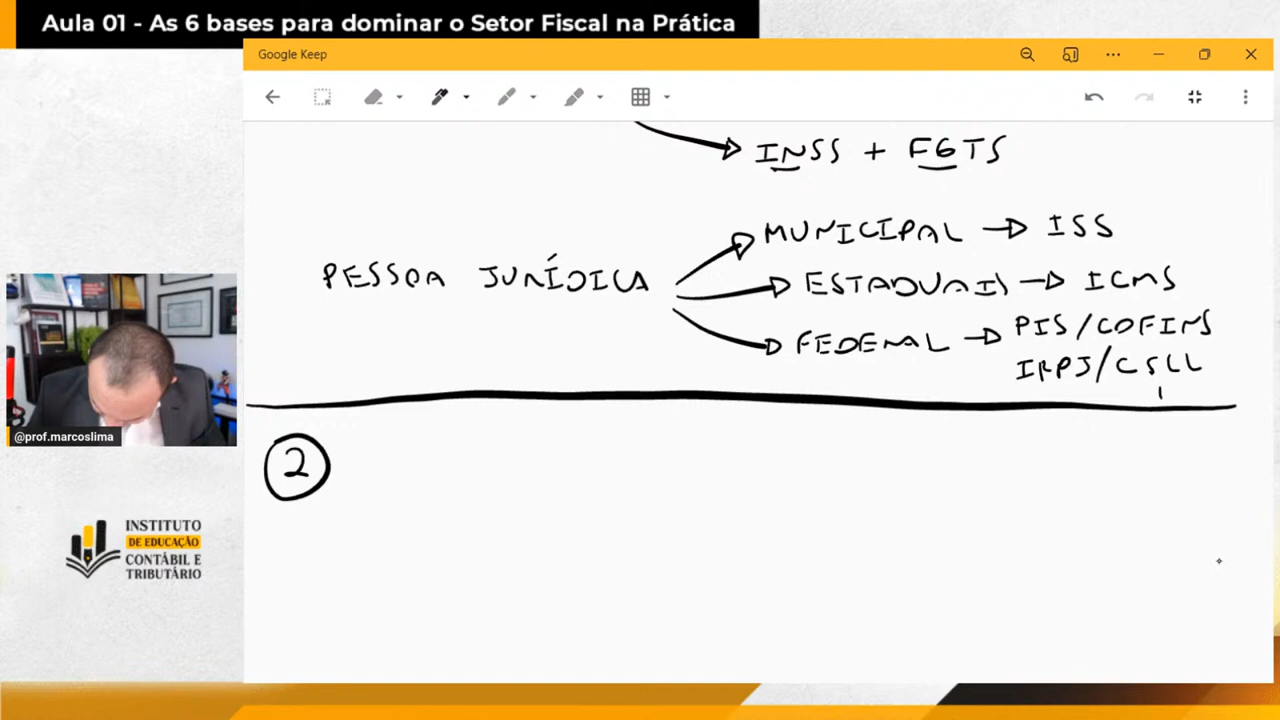 Aula 01 - As 6 bases para dominar o Setor Fiscal na Prática
Google Keep
INSS + FGTS
PESSOA JURÍDICA
MUNICIPAL → ISS
ESTADUAIS → ICMS
FEDERAL → PIS/COFINS
IRPJ/CSLL
2
@prof.marcoslima
INSTITUTO
DE EDUCAÇÃO
CONTÁBIL E
TRIBUTÁRIO